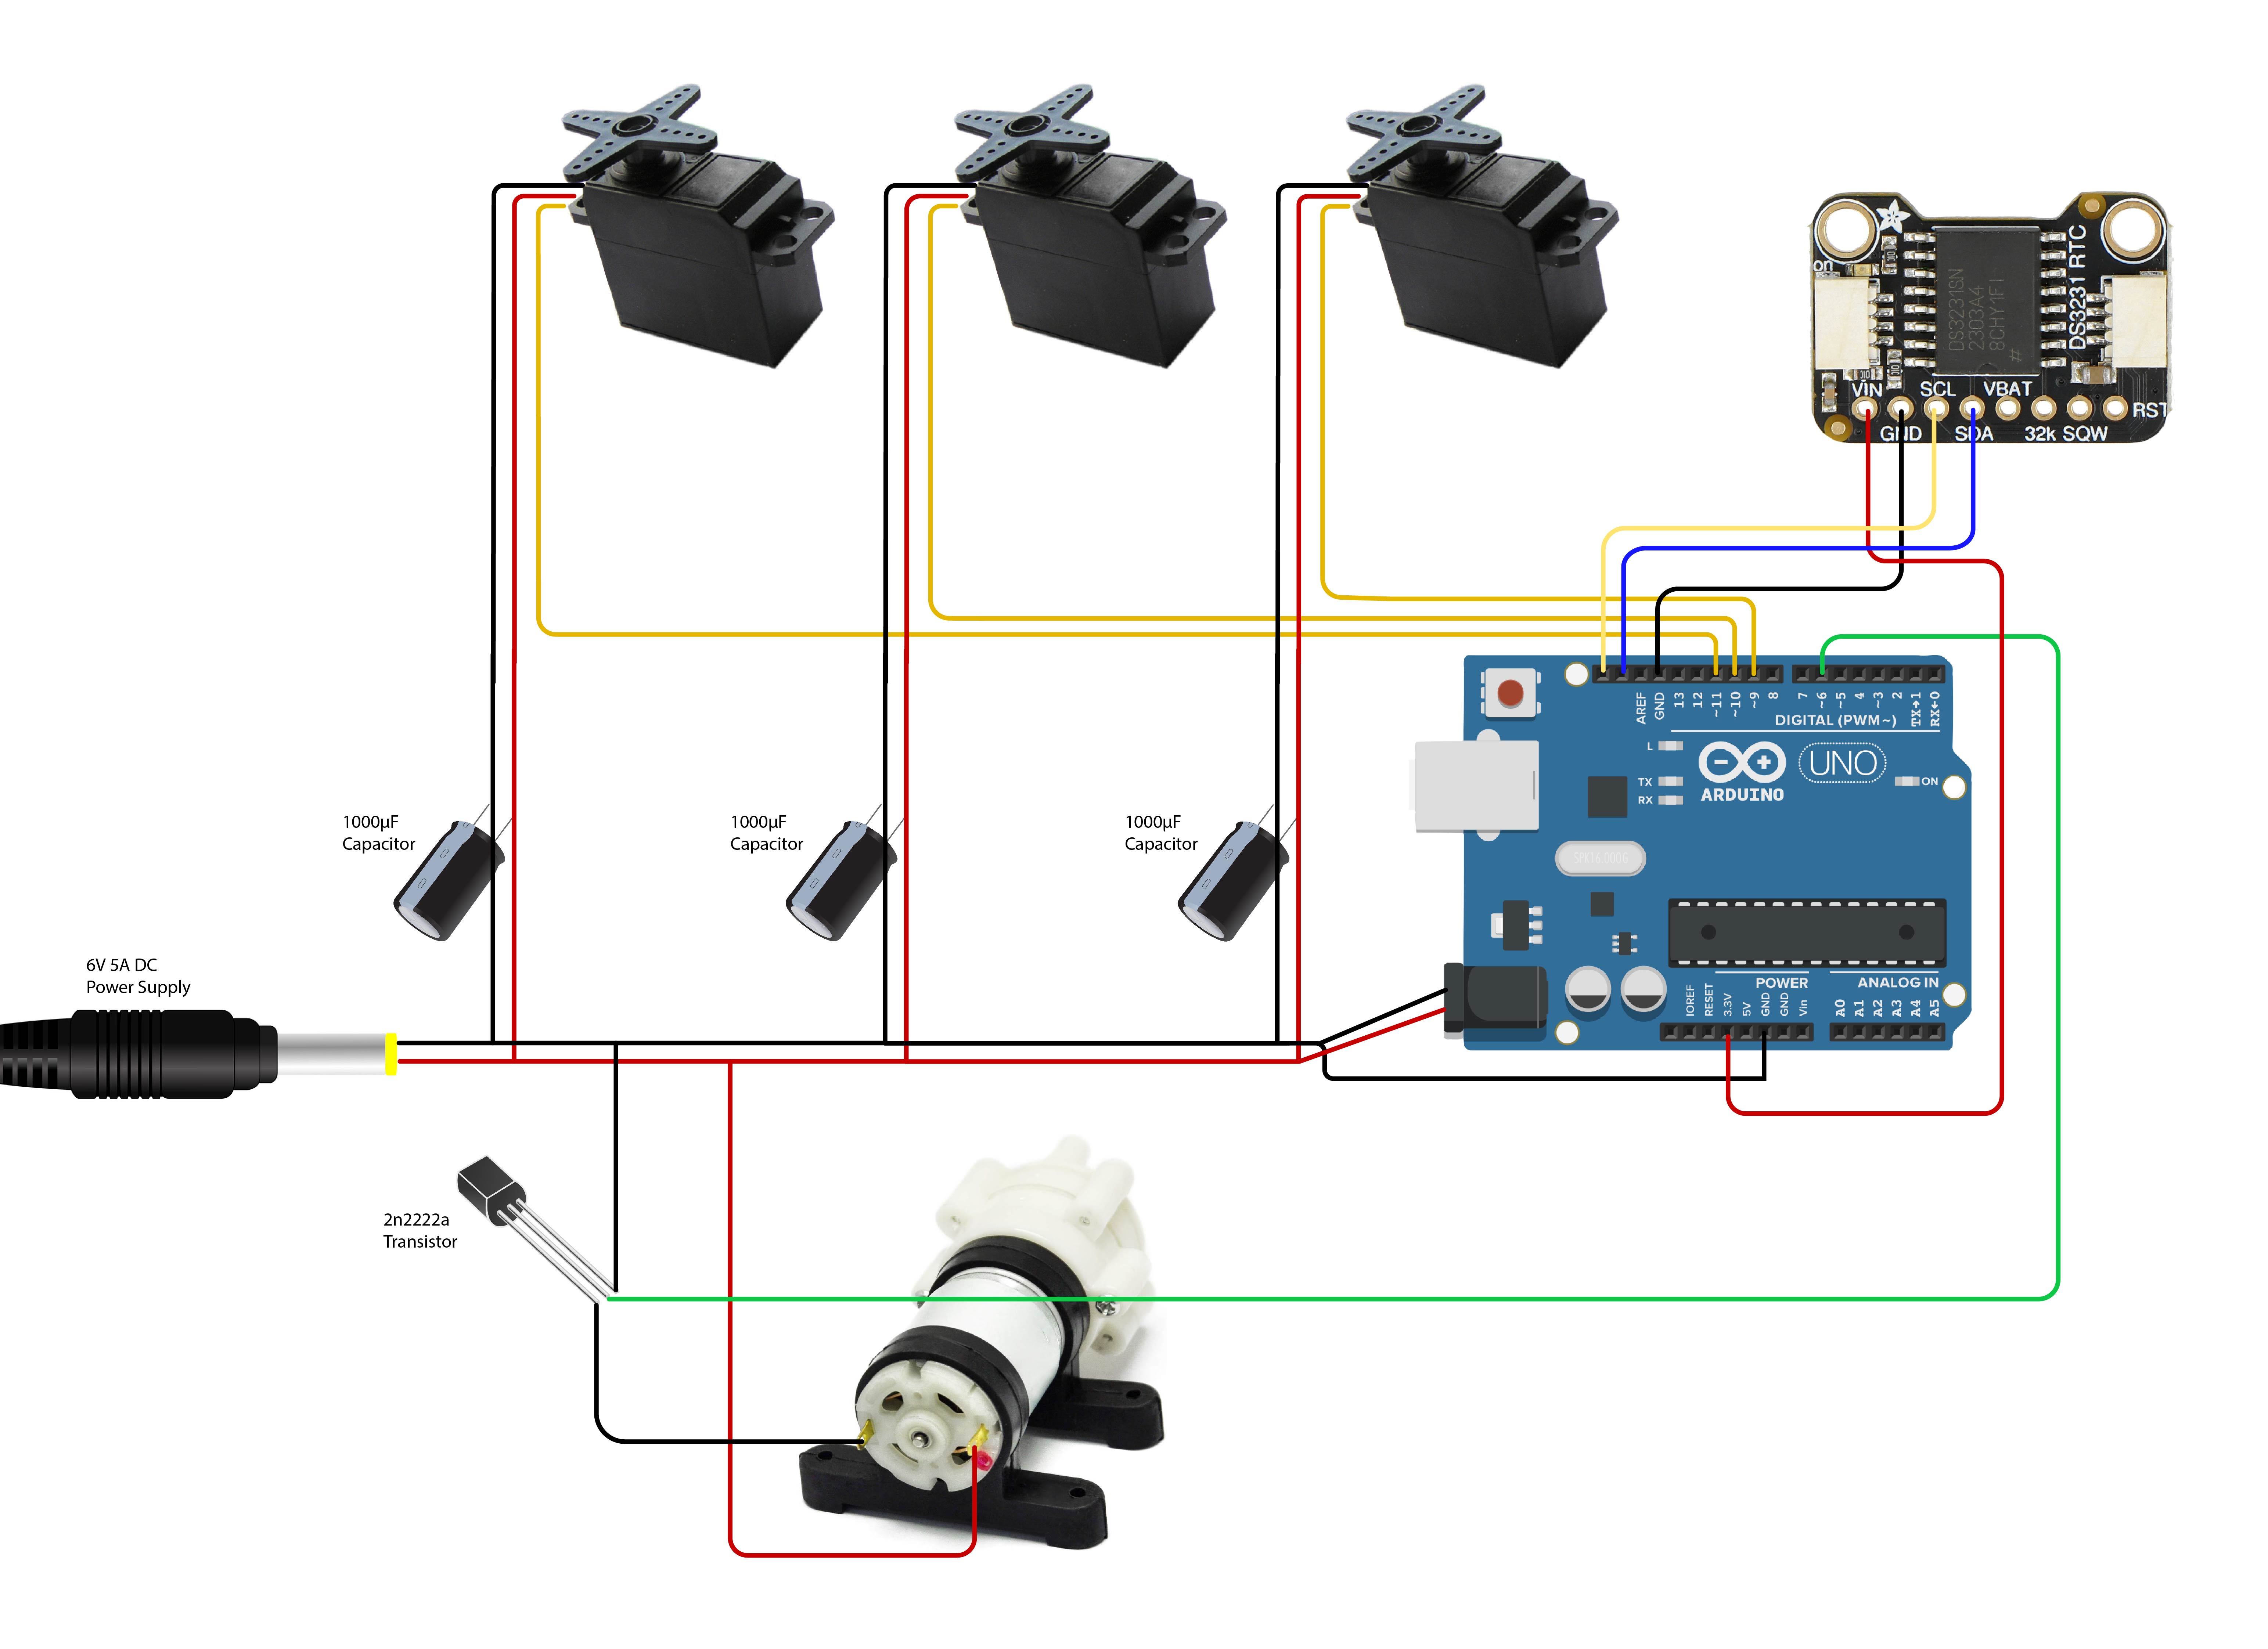 on
DS3231SN
2303A4
8CHY1Fi
#
DS3231 RTC
VIN
SCL
VBAT
RST
GND
SDA
32k SQW
AREF
GND
13
12
~11
~10
~9
8
7
~6
~5
4
~3
2
TX→1
RX←0
DIGITAL (PWM~)
L
TX
RX
ARDUINO
UNO
ON
SPK16.000G
1000µF
Capacitor
1000µF
Capacitor
1000µF
Capacitor
6V 5A DC
Power Supply
POWER
ANALOG IN
IOREF
RESET
3.3V
5V
GND
GND
Vin
A0
A1
A2
A3
A4
A5
2n2222a
Transistor